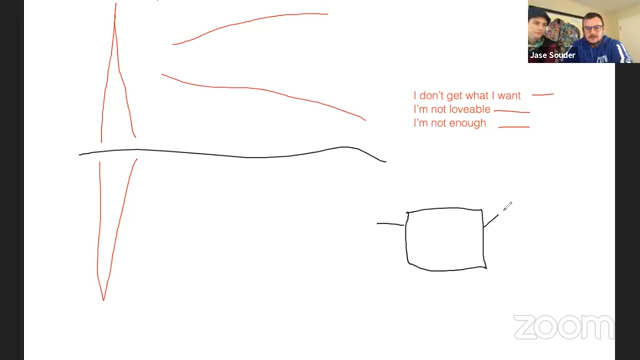 Jase Souder
I don't get what I want
I'm not loveable
I'm not enough
zoom